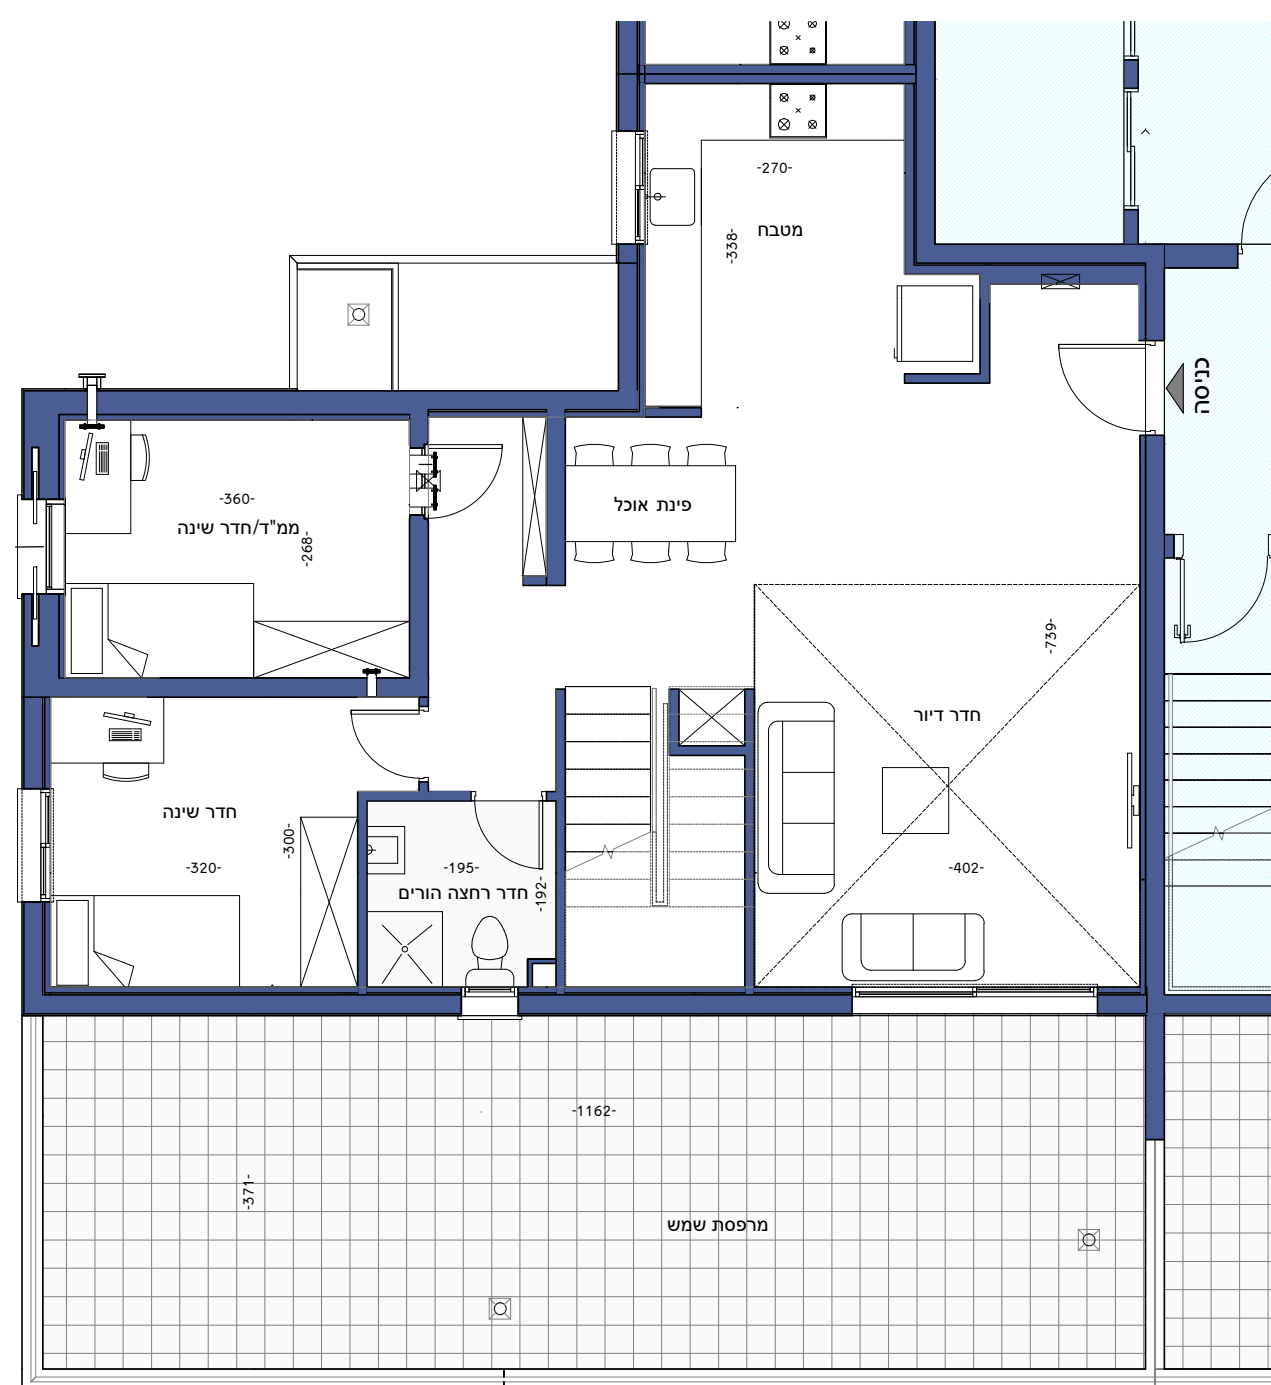 -270-
מטבח
-338-
כניסה
פינת אוכל
-360-
ממ"ד/חדר שינה
-268-
-739-
חדר דיור
חדר שינה
-300-
-320-
-195-
-402-
חדר רחצה הורים
-192-
-1162-
-371-
מרפסת שמש